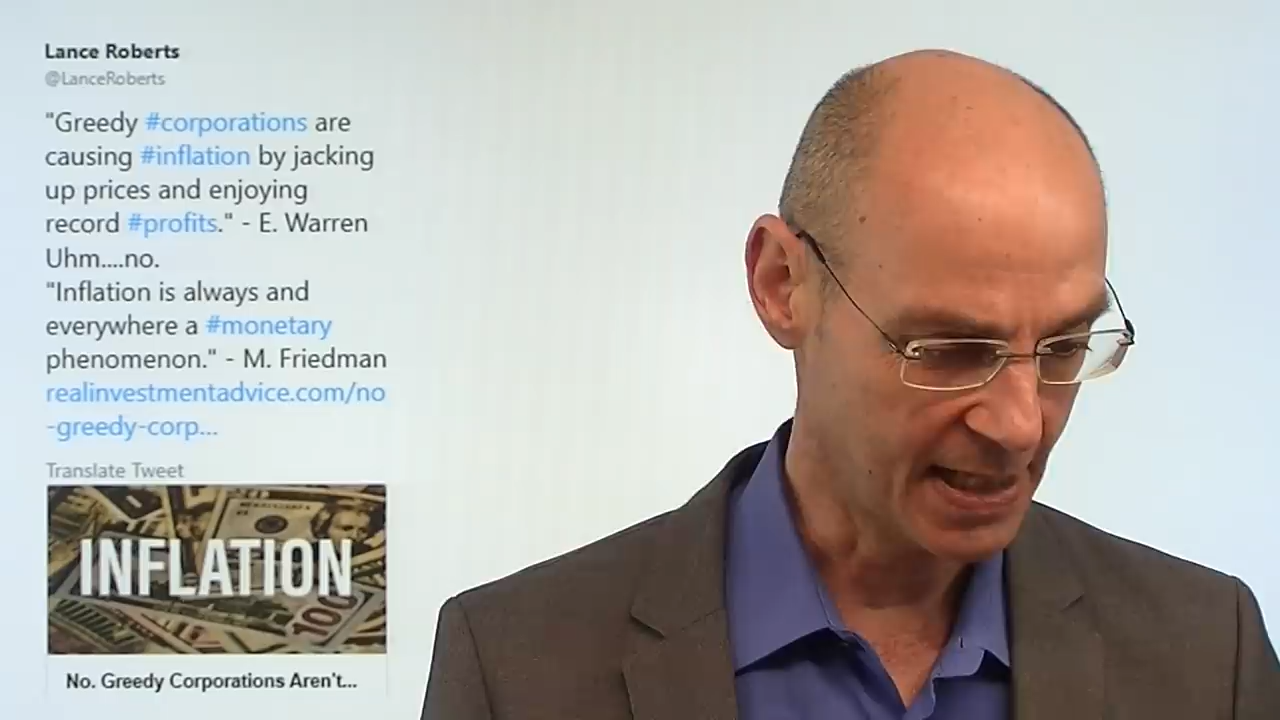 Lance Roberts
@LanceRoberts
"Greedy #corporations are
causing #inflation by jacking
up prices and enjoying
record #profits." - E. Warren
Uhm....no.
"Inflation is always and
everywhere a #monetary
phenomenon." - M. Friedman
realinvestmentadvice.com/no
-greedy-corp...
Translate Tweet
INFLATION
100
No. Greedy Corporations Aren't...